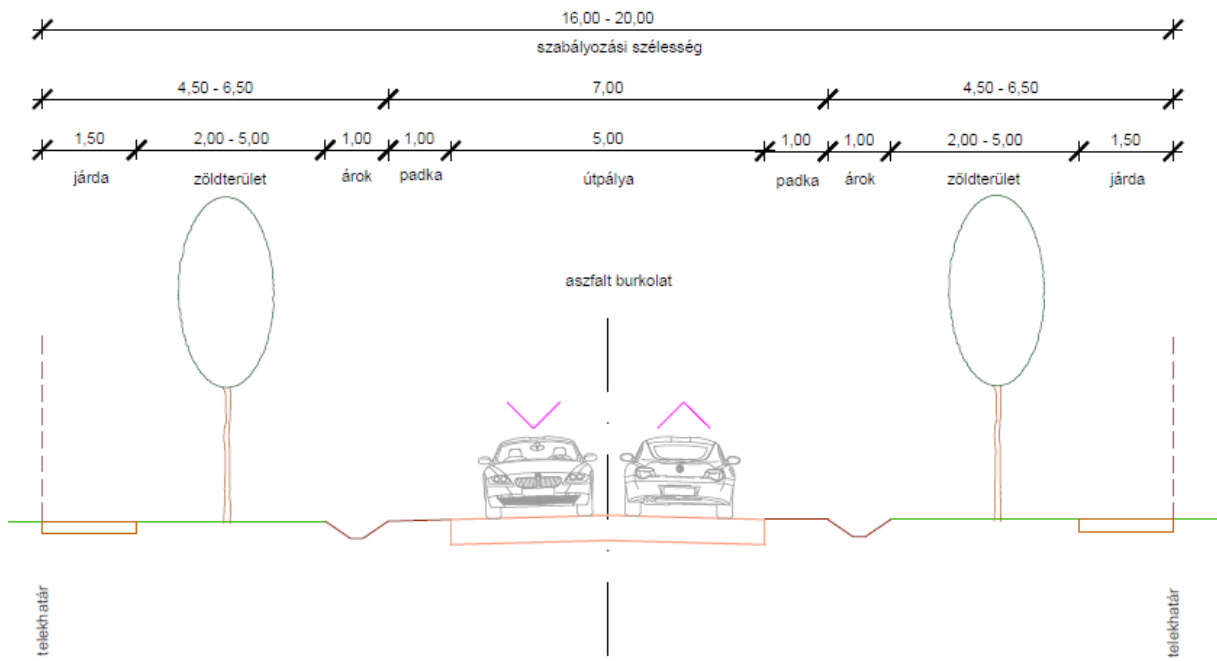 16,00 - 20,00
szabályozási szélesség
4,50 - 6,50 7,00 4,50 - 6,50
1,50 2,00 - 5,00 1,00 1,00 5,00 1,00 1,00 2,00 - 5,00 1,50
járda zöldterület árok padka útpálya padka árok zöldterület járda
aszfalt burkolat
telekhatár telekhatár